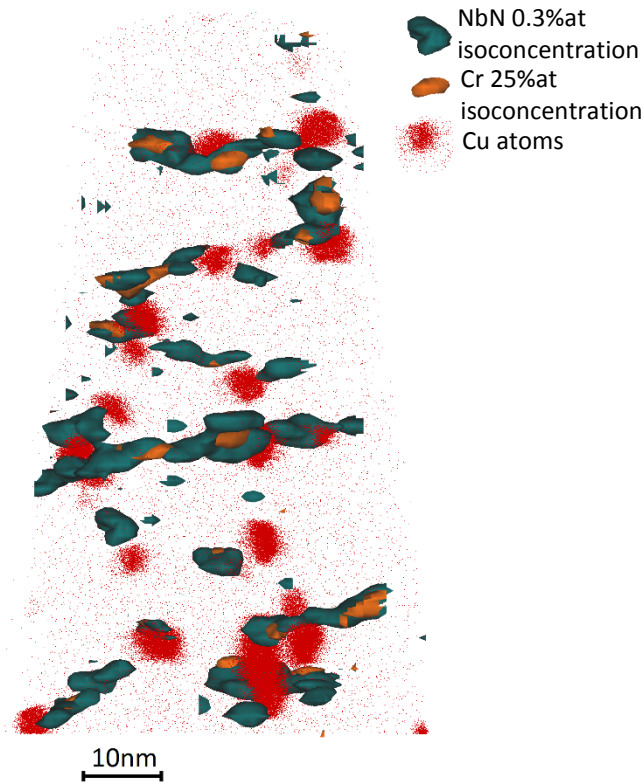 NbN 0.3%at
isoconcentration
Cr 25%at
isoconcentration
Cu atoms
10nm